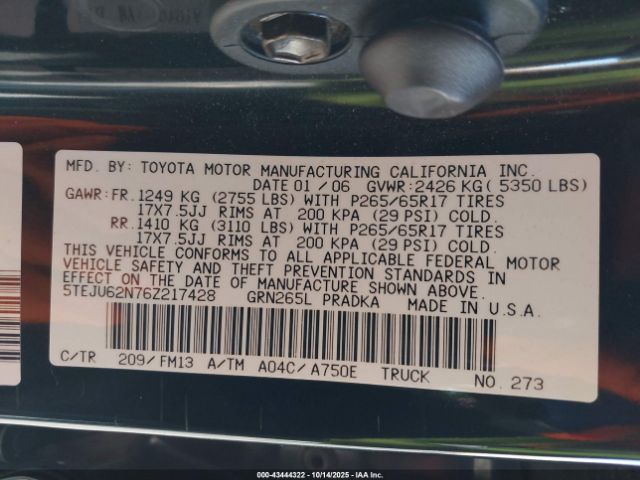 MFD. BY: TOYOTA MOTOR MANUFACTURING CALIFORNIA INC.
DATE 01 / 06 GVWR: 2426 KG( 5350 LBS)
GAWR: FR. 1249 KG (2755 LBS) WITH P265/65R17 TIRES
17X7.5JJ RIMS AT 200 KPA (29 PSI) COLD.
RR. 1410 KG (3110 LBS) WITH P265/65R17 TIRES
17X7.5JJ RIMS AT 200 KPA (29 PSI) COLD.
THIS VEHICLE CONFORMS TO ALL APPLICABLE FEDERAL MOTOR
VEHICLE SAFETY AND THEFT PREVENTION STANDARDS IN
EFFECT ON THE DATE OF MANUFACTURE SHOWN ABOVE.
5TEJU62N76Z217428 GRN265L PRADKA MADE IN U.S.A.
C/TR 209/FM13 A/TM A04C/A750E TRUCK NO. 273
000-43444322 | 10/14/2025 | IAA Inc.